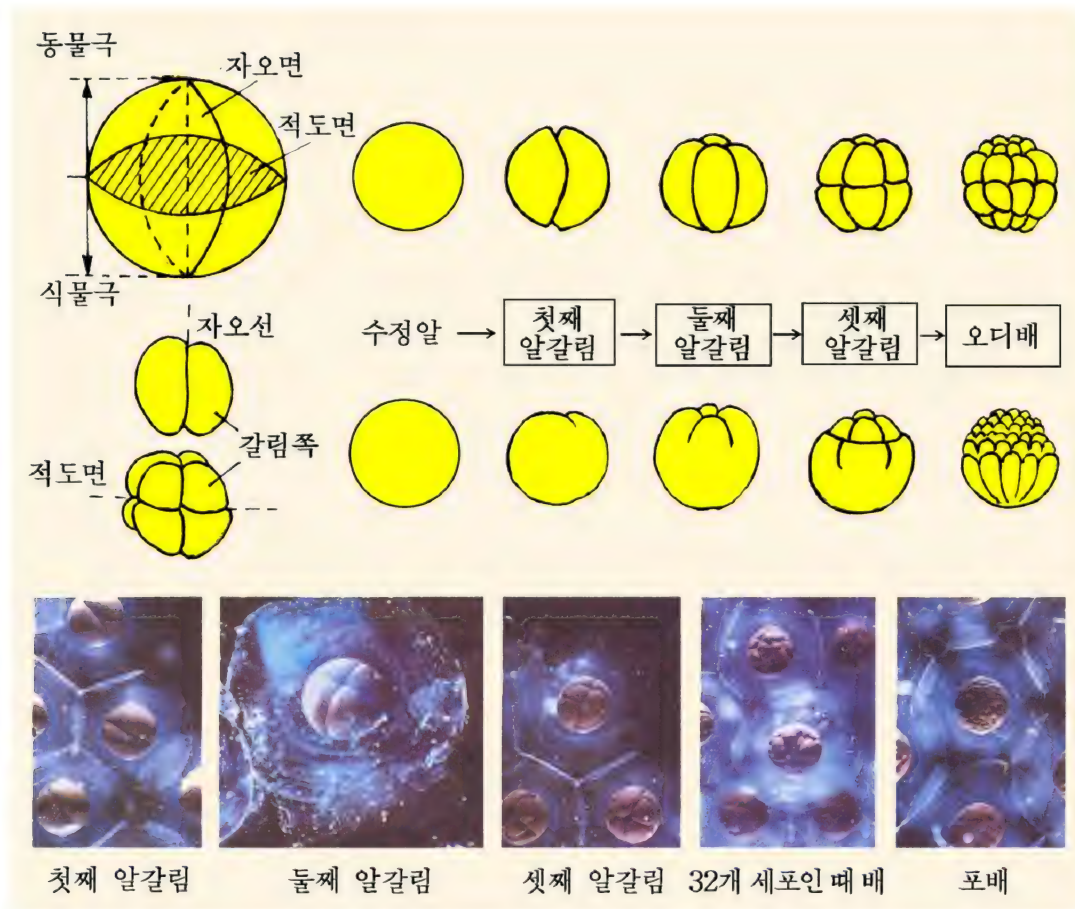 동물극
자오면
적도면
식물극
자오선
갈림쪽
적도면
수정알
첫째
알갈림
둘째
알갈림
셋째
알갈림
오디배
첫째 알갈림
둘째 알갈림
셋째 알갈림
32개 세포인 때 배
포배